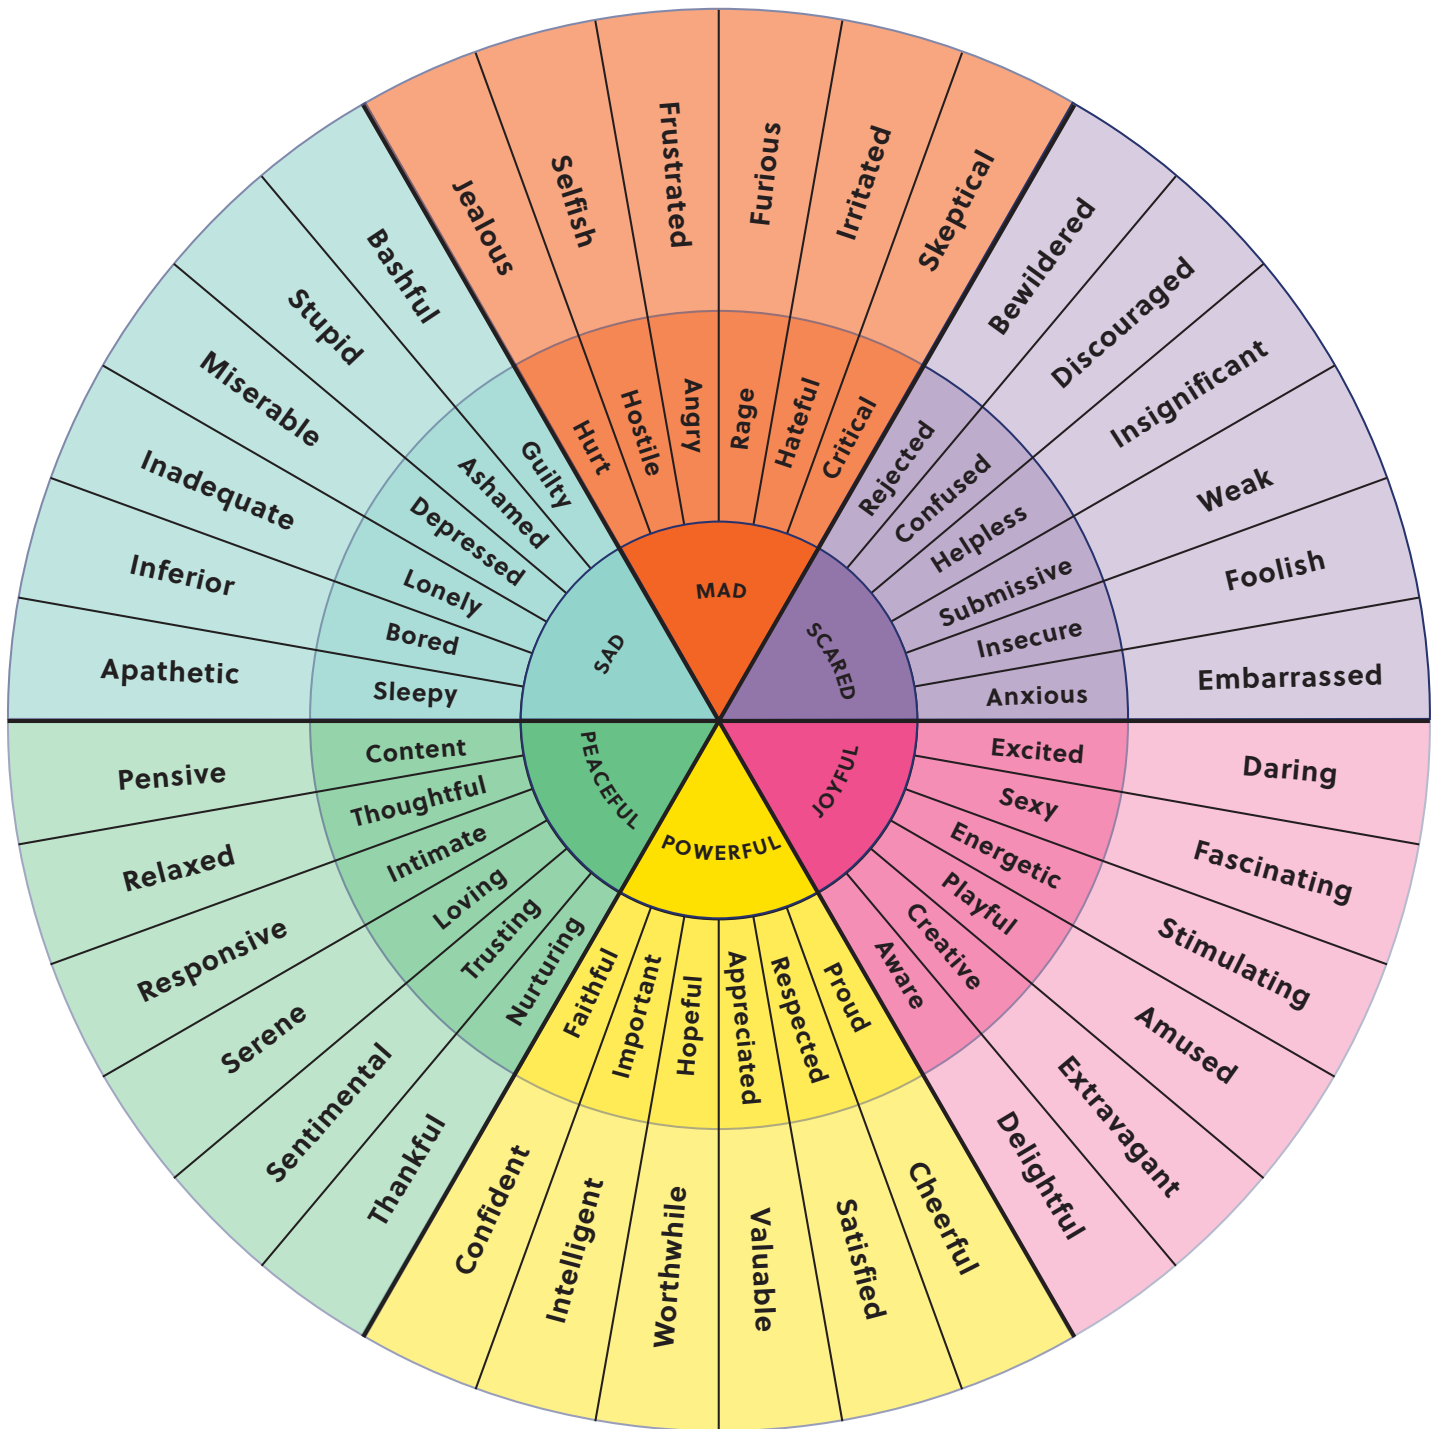 MAD
Hurt
Hostile
Angry
Rage
Hateful
Critical
Jealous
Selfish
Frustrated
Furious
Irritated
Skeptical
SCARED
Rejected
Confused
Helpless
Submissive
Insecure
Anxious
Bewildered
Discouraged
Insignificant
Weak
Foolish
Embarrassed
JOYFUL
Excited
Sexy
Energetic
Playful
Creative
Aware
Daring
Fascinating
Stimulating
Amused
Extravagant
Delightful
POWERFUL
Proud
Respected
Appreciated
Hopeful
Important
Faithful
Cheerful
Satisfied
Valuable
Worthwhile
Intelligent
Confident
PEACEFUL
Nurturing
Trusting
Loving
Intimate
Thoughtful
Content
Thankful
Sentimental
Serene
Responsive
Relaxed
Pensive
SAD
Sleepy
Bored
Lonely
Depressed
Ashamed
Guilty
Apathetic
Inferior
Inadequate
Miserable
Stupid
Bashful